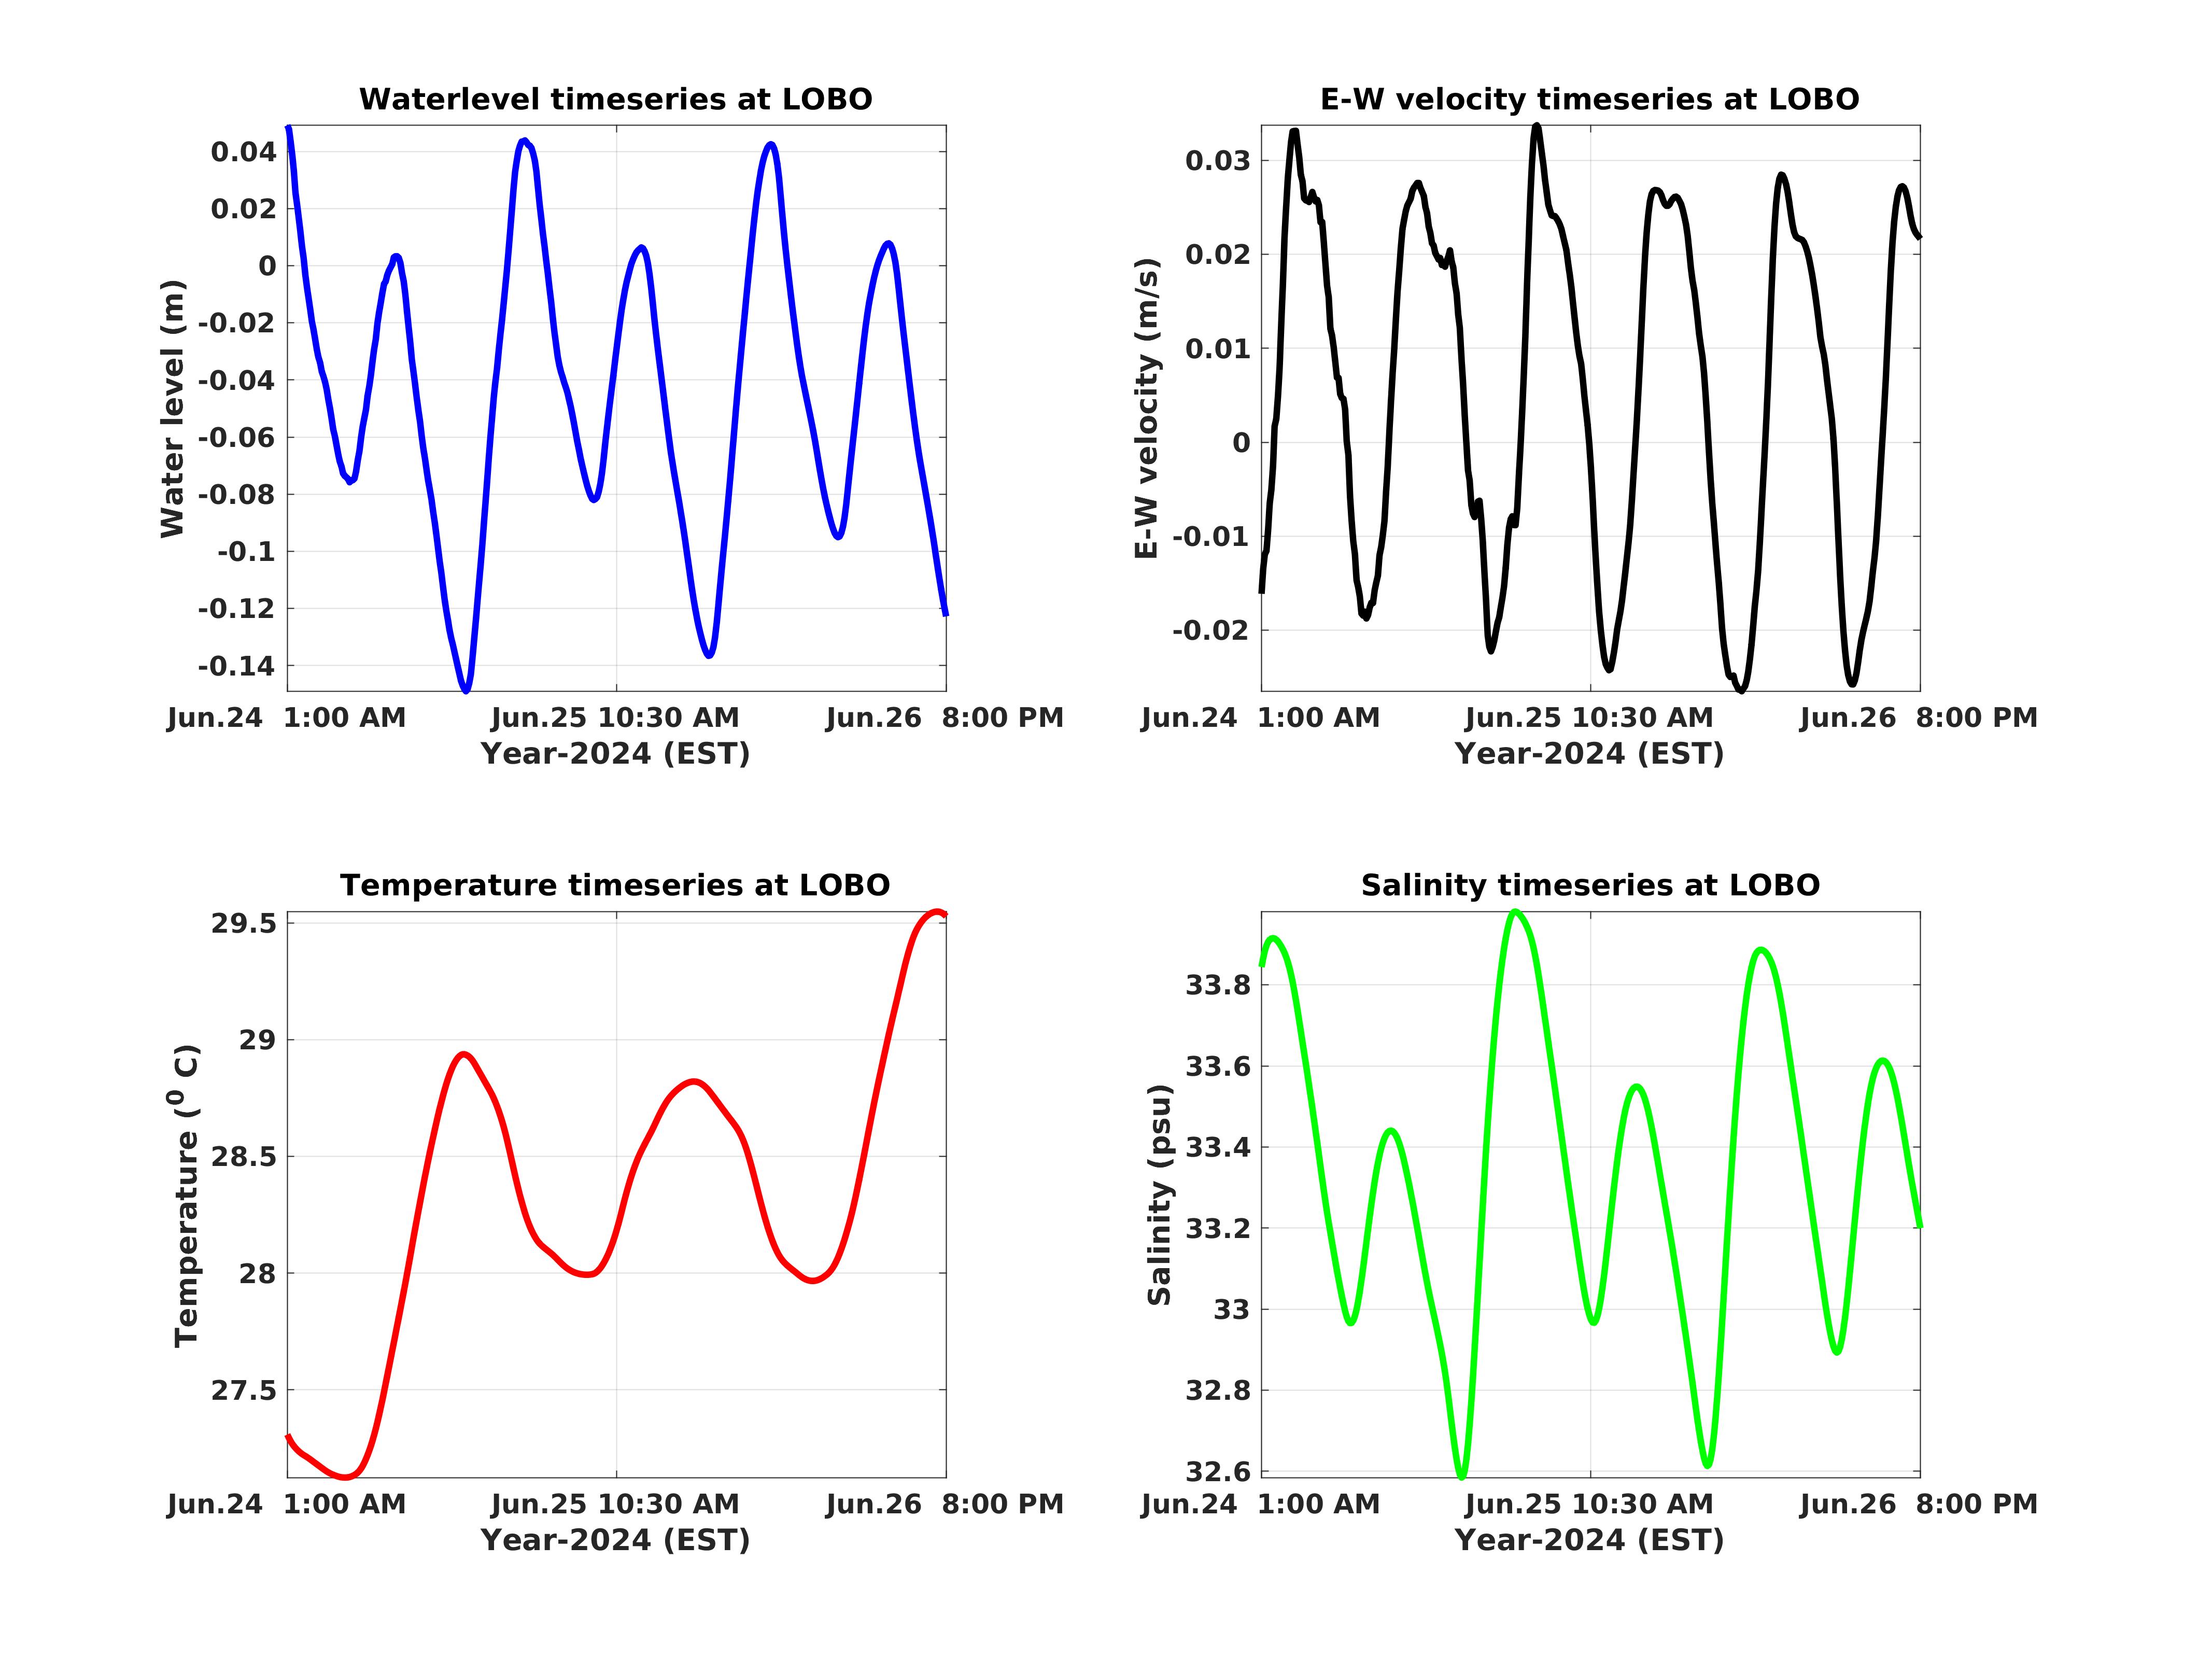 Waterlevel timeseries at LOBO
0.04
0.02
0
-0.02
-0.04
-0.06
-0.08
-0.1
-0.12
-0.14
Water level (m)
Jun.24 1:00 AM Jun.25 10:30 AM Jun.26 8:00 PM
Year-2024 (EST)
E-W velocity timeseries at LOBO
0.03
0.02
0.01
0
-0.01
-0.02
E-W velocity (m/s)
Jun.24 1:00 AM Jun.25 10:30 AM Jun.26 8:00 PM
Year-2024 (EST)
Temperature timeseries at LOBO
29.5
29
28.5
28
27.5
Temperature (⁰ C)
Jun.24 1:00 AM Jun.25 10:30 AM Jun.26 8:00 PM
Year-2024 (EST)
Salinity timeseries at LOBO
33.8
33.6
33.4
33.2
33
32.8
32.6
Salinity (psu)
Jun.24 1:00 AM Jun.25 10:30 AM Jun.26 8:00 PM
Year-2024 (EST)